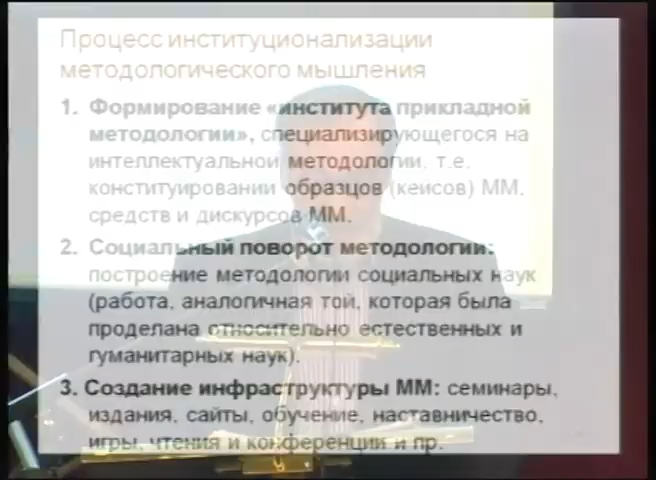 Процесс институционализации
методологического мышления
1. Формирование «института прикладной
методологии», специализирующегося на
интеллектуальной методологии, т.е.
конституировании образцов (кейсов) ММ,
средств и дискурсов ММ.
2. Социальный поворот методологии:
построение методологии социальных наук
(работа, аналогичная той, которая была
проделана относительно естественных и
гуманитарных наук).
3. Создание инфраструктуры ММ: семинары,
издания, сайты, обучение, наставничество,
игры, чтения и конференции и пр.